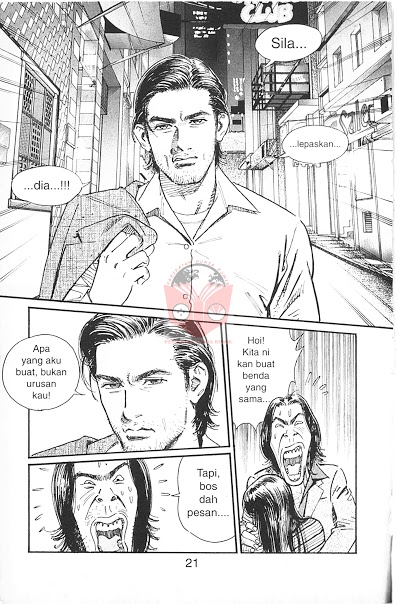 CLUB
Sila...
...lepaskan...
...dia...!!!
Hoi!
Kita ni
kan buat
benda
yang
sama...
Apa
yang aku
buat, bukan
urusan
kau!
Tapi,
bos
dah
pesan....
21